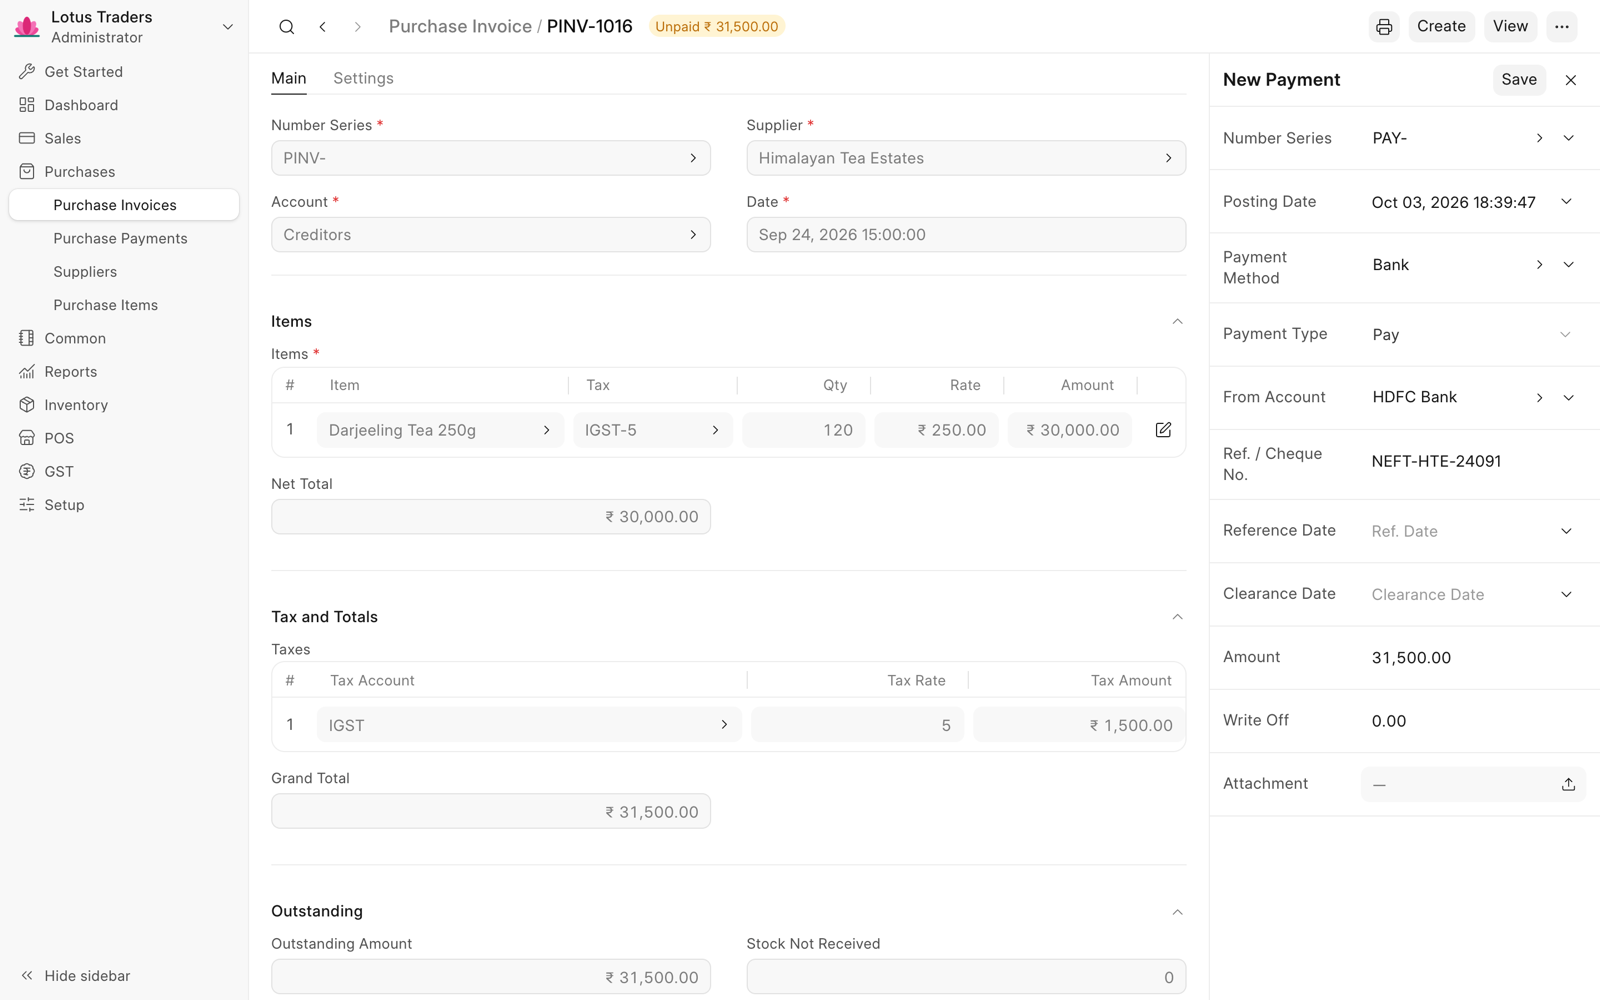 Lotus Traders
Administrator
Get Started
Dashboard
Sales
Purchases
Purchase Invoices
Purchase Payments
Suppliers
Purchase Items
Common
Reports
Inventory
POS
GST
Setup
Hide sidebar
Purchase Invoice / PINV-1016 Unpaid ₹ 31,500.00
Create View
Main Settings
Number Series *
PINV-
Supplier *
Himalayan Tea Estates
Account *
Creditors
Date *
Sep 24, 2026 15:00:00
Items
Items *
# Item Tax Qty Rate Amount
1 Darjeeling Tea 250g IGST-5 120 ₹ 250.00 ₹ 30,000.00
Net Total
₹ 30,000.00
Tax and Totals
Taxes
# Tax Account Tax Rate Tax Amount
1 IGST 5 ₹ 1,500.00
Grand Total
₹ 31,500.00
Outstanding
Outstanding Amount
₹ 31,500.00
Stock Not Received
0
New Payment Save
Number Series PAY-
Posting Date Oct 03, 2026 18:39:47
Payment
Method Bank
Payment Type Pay
From Account HDFC Bank
Ref. / Cheque
No. NEFT-HTE-24091
Reference Date Ref. Date
Clearance Date Clearance Date
Amount 31,500.00
Write Off 0.00
Attachment —